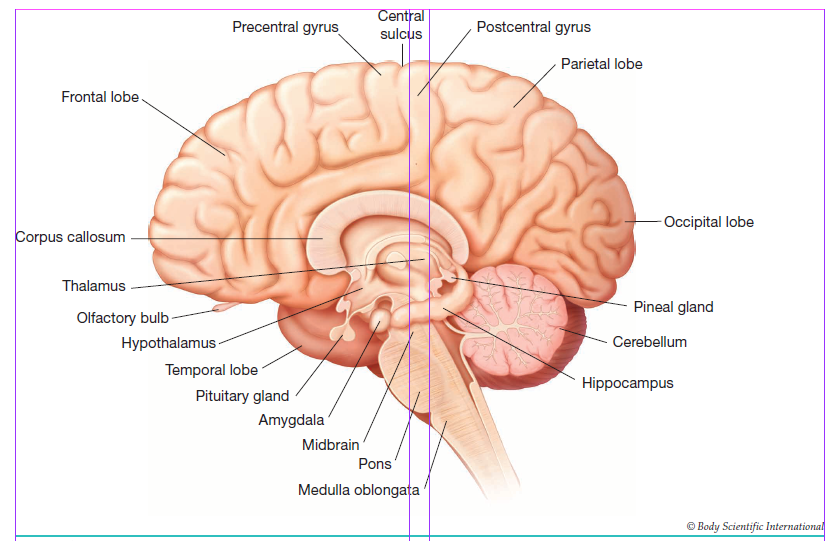 Central
sulcus
Precentral gyrus
Postcentral gyrus
Parietal lobe
Frontal lobe
Occipital lobe
Corpus callosum
Thalamus
Pineal gland
Olfactory bulb
Hypothalamus
Cerebellum
Temporal lobe
Hippocampus
Pituitary gland
Amygdala
Midbrain
Pons
Medulla oblongata
© Body Scientific International